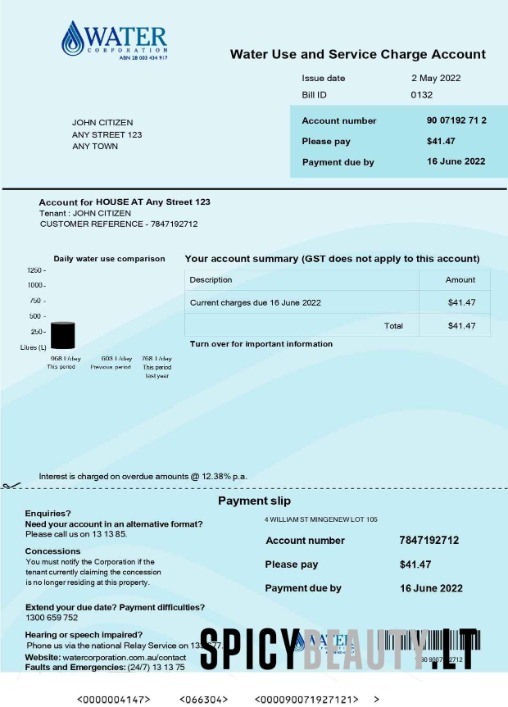 WATER
CORPORATION
ABN 28 003 434 917
Water Use and Service Charge Account
Issue date 2 May 2022
Bill ID 0132
Account number 90 07192 71 2
Please pay $41.47
Payment due by 16 June 2022
JOHN CITIZEN
ANY STREET 123
ANY TOWN
Account for HOUSE AT Any Street 123
Tenant : JOHN CITIZEN
CUSTOMER REFERENCE - 7847192712
Daily water use comparison
1250 -
1000-
750 -
500 -
250-
Litres (L)
968 L/day 603 L/day 768 L/day
This period Previous period This period
last year
Your account summary (GST does not apply to this account)
Description Amount
Current charges due 16 June 2022 $41.47
Total $41.47
Turn over for important information
Interest is charged on overdue amounts @ 12.38% p.a.
Payment slip
Enquiries?
Need your account in an alternative format?
Please call us on 13 13 85.
Concessions
You must notify the Corporation if the
tenant currently claiming the concession
is no longer residing at this property.
Extend your due date? Payment difficulties?
1300 659 752
Hearing or speech impaired?
Phone us via the national Relay Service on
Website: watercorporation.com.au/contact
Faults and Emergencies: (24/7) 13 13 75
4 WILLIAM ST MINGENEW LOT 105
Account number 7847192712
Please pay $41.47
Payment due by 16 June 2022
WATER
SPICYBEAUTY.LT
<0000004147> <066304> <000090071927121> >